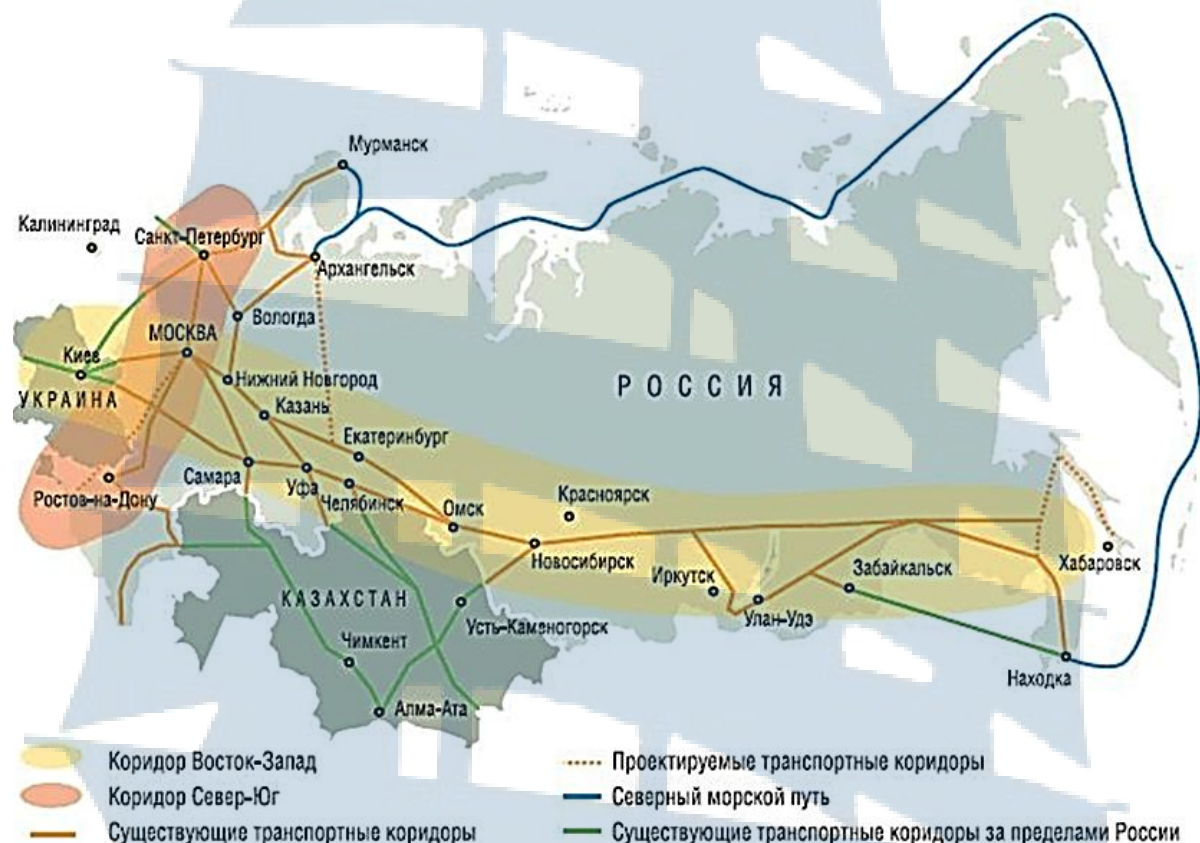 Мурманск
Калининград
Санкт-Петербург
Архангельск
Вологда
МОСКВА
Киев
Нижний Новгород
УКРАИНА
РОССИЯ
Казань
Екатеринбург
Самара
Уфа
Челябинск
Ростов-на-Дону
Омск
Красноярск
Новосибирск
Иркутск
Забайкальск
Хабаровск
КАЗАХСТАН
Улан-Удэ
Усть-Каменогорск
Чимкент
Находка
Алма-Ата
Коридор Восток-Запад
Коридор Север-Юг
Существующие транспортные коридоры
Проектируемые транспортные коридоры
Северный морской путь
Существующие транспортные коридоры за пределами России